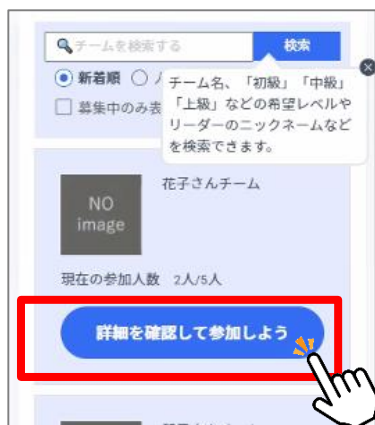 チームを検索する
検索
新着順
募集中のみ表
チーム名、「初級」「中級」
「上級」などの希望レベルや
リーダーのニックネームなど
を検索できます。
花子さんチーム
NO
image
現在の参加人数 2人/5人
詳細を確認して参加しよう